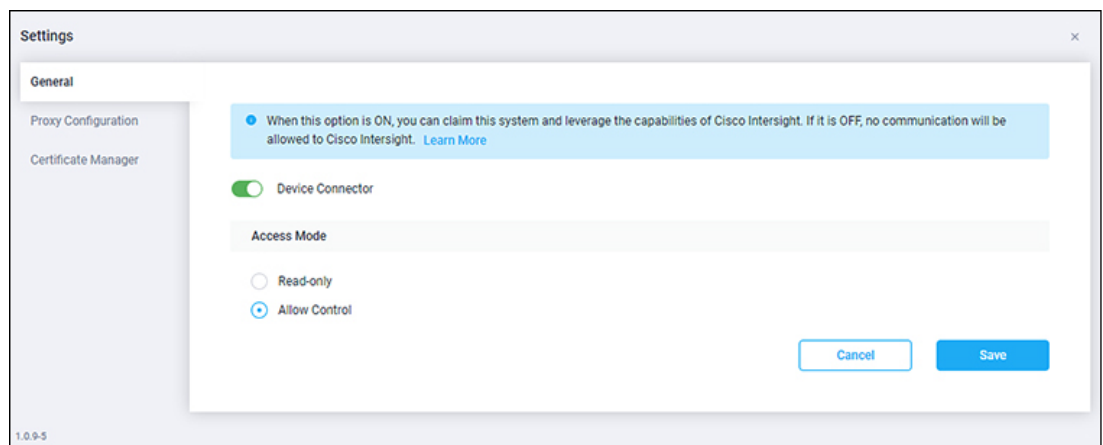 Settings
×
General
Proxy Configuration
Certificate Manager
When this option is ON, you can claim this system and leverage the capabilities of Cisco Intersight. If it is OFF, no communication will be
allowed to Cisco Intersight. Learn More
Device Connector
Access Mode
Read-only
Allow Control
Cancel
Save
1.0.9-5